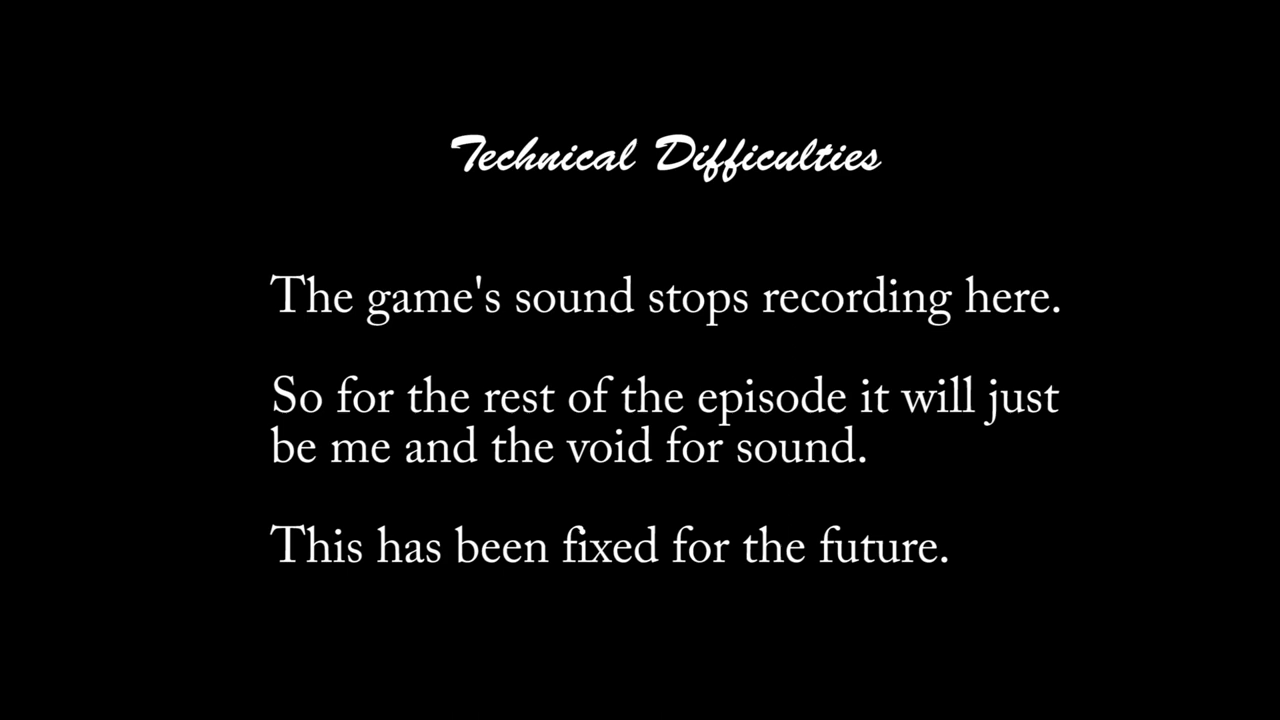 Technical Difficulties
The game's sound stops recording here.
So for the rest of the episode it will just
be me and the void for sound.
This has been fixed for the future.